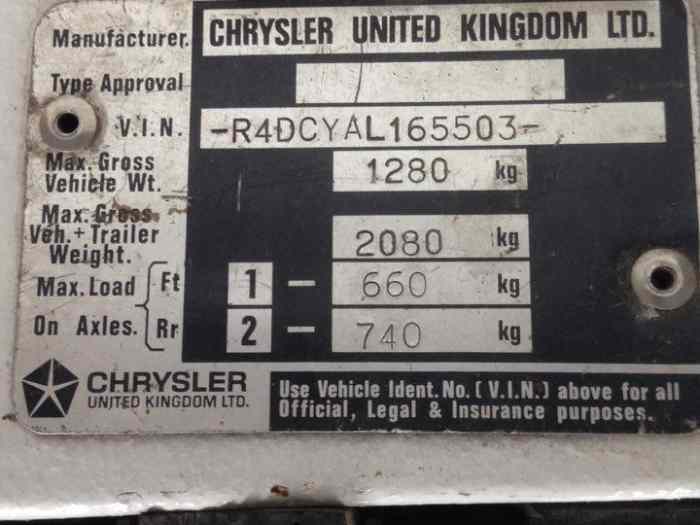 Manufacturer. CHRYSLER UNITED KINGDOM LTD.
Type Approval
V.I.N. -R4DCYAL165503-
Max. Gross
Vehicle Wt. 1280 kg
Max. Gross
Veh.+ Trailer
Weight. 2080 kg
Max. Load Ft 1 - 660 kg
On Axles. Rr 2 - 740 kg
CHRYSLER
UNITED KINGDOM LTD.
Use Vehicle Ident. No. (V.I.N.) above for all
Official, Legal & Insurance purposes.